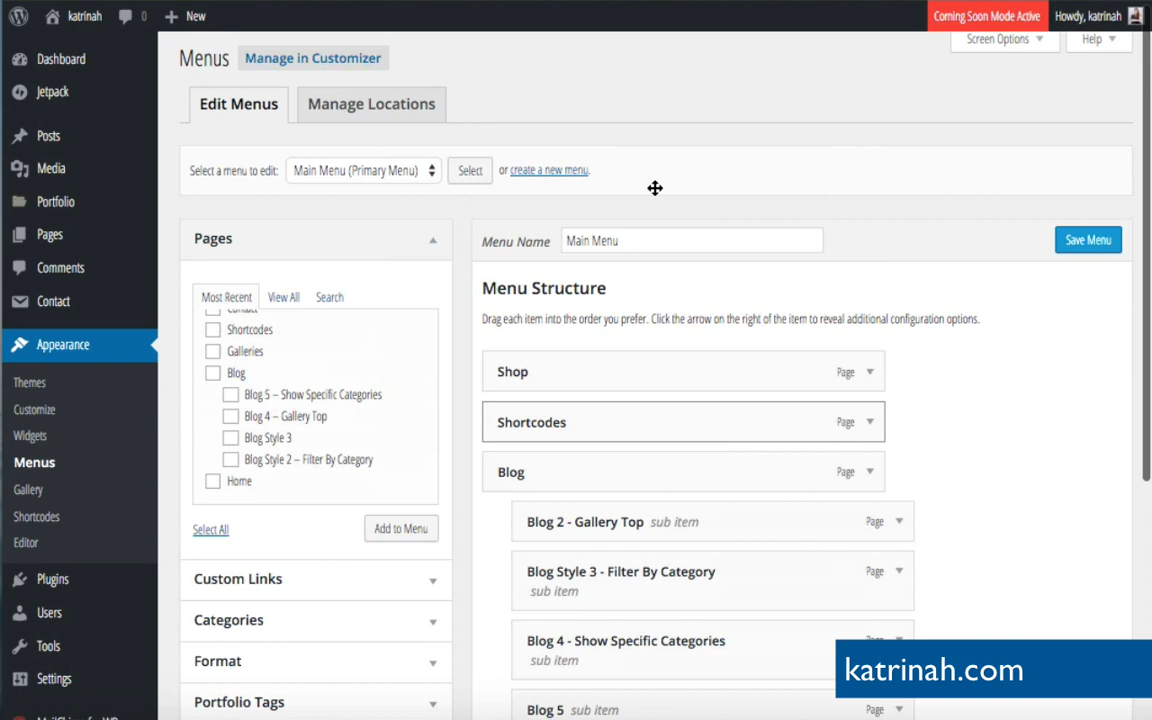 katrinah 0 New Coming Soon Mode Active Howdy, katrinah
Screen Options Help
Menus Manage in Customizer
Edit Menus Manage Locations
Select a menu to edit: Main Menu (Primary Menu) Select or create a new menu.
Dashboard
Jetpack
Posts
Media
Portfolio
Pages
Comments
Contact
Appearance
Themes
Customize
Widgets
Menus
Gallery
Shortcodes
Editor
Plugins
Users
Tools
Settings
MailChimp for WP
Pages
Most Recent View All Search
Contact
Shortcodes
Galleries
Blog
Blog 5 – Show Specific Categories
Blog 4 – Gallery Top
Blog Style 3
Blog Style 2 – Filter By Category
Home
Select All Add to Menu
Custom Links
Categories
Format
Portfolio Tags
Menu Name Main Menu Save Menu
Menu Structure
Drag each item into the order you prefer. Click the arrow on the right of the item to reveal additional configuration options.
Shop Page
Shortcodes Page
Blog Page
Blog 2 - Gallery Top sub item Page
Blog Style 3 - Filter By Category Page
sub item
Blog 4 - Show Specific Categories Page
sub item
Blog 5 sub item Page
katrinah.com